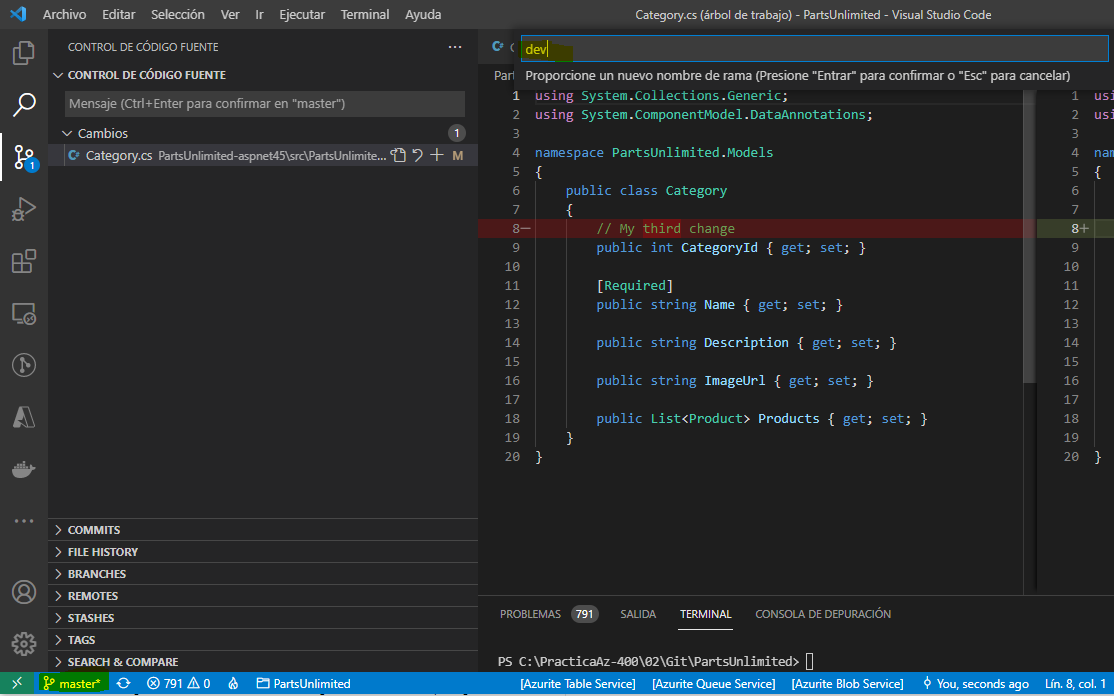 Archivo Editar Selección Ver Ir Ejecutar Terminal Ayuda Category.cs (árbol de trabajo) - PartsUnlimited - Visual Studio Code
CONTROL DE CÓDIGO FUENTE ...
CONTROL DE CÓDIGO FUENTE
Mensaje (Ctrl+Enter para confirmar en "master")
Cambios 1
Category.cs PartsUnlimited-aspnet45\src\PartsUnlimite... M
1
COMMITS
FILE HISTORY
BRANCHES
REMOTES
STASHES
TAGS
SEARCH & COMPARE
dev
Proporcione un nuevo nombre de rama (Presione "Entrar" para confirmar o "Esc" para cancelar)
1 using System.Collections.Generic;
2 using System.ComponentModel.DataAnnotations;
3
4 namespace PartsUnlimited.Models
5 {
6 public class Category
7 {
8− // My third change
9 public int CategoryId { get; set; }
10
11 [Required]
12 public string Name { get; set; }
13
14 public string Description { get; set; }
15
16 public string ImageUrl { get; set; }
17
18 public List<Product> Products { get; set; }
19 }
20 }
1
2
3
4
5 {
6
7
8+
9
10
11
12
13
14
15
16
17
18
19
20 }
PROBLEMAS 791 SALIDA TERMINAL CONSOLA DE DEPURACIÓN
PS C:\PracticaAz-400\02\Git\PartsUnlimited>
master* 791 0 PartsUnlimited [Azurite Table Service] [Azurite Queue Service] [Azurite Blob Service] You, seconds ago Lín. 8, col. 1